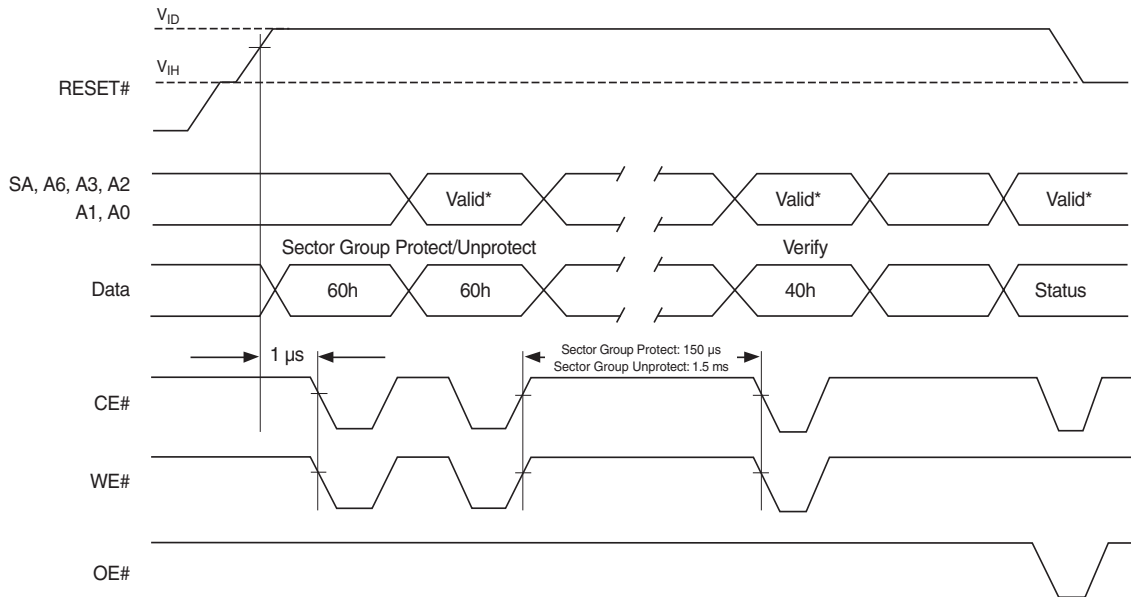 V_ID
V_IH
RESET#
SA, A6, A3, A2
A1, A0
Valid*
Valid*
Valid*
Sector Group Protect/Unprotect
Verify
Data
60h
60h
40h
Status
1 µs
Sector Group Protect: 150 µs
Sector Group Unprotect: 1.5 ms
CE#
WE#
OE#